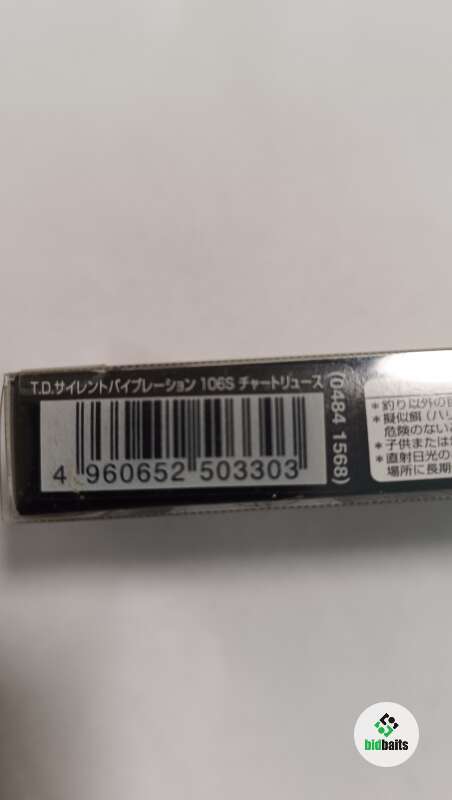 T.D.サイレントバイブレーション 106S チャートリュース
4 960652 503303
(0484 1568)
*釣り以外の
*擬似餌(ハリ
危険のない
*子供または
*直射日光の
場所に長期
bidbaits